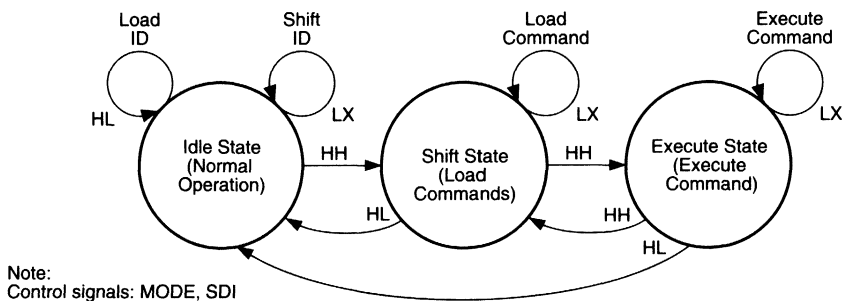 Load
ID
Shift
ID
Load
Command
Execute
Command
HL
LX
LX
LX
Idle State
(Normal
Operation)
HH
Shift State
(Load
Commands)
HH
Execute State
(Execute
Command)
HL
HH
HL
Note:
Control signals: MODE, SDI